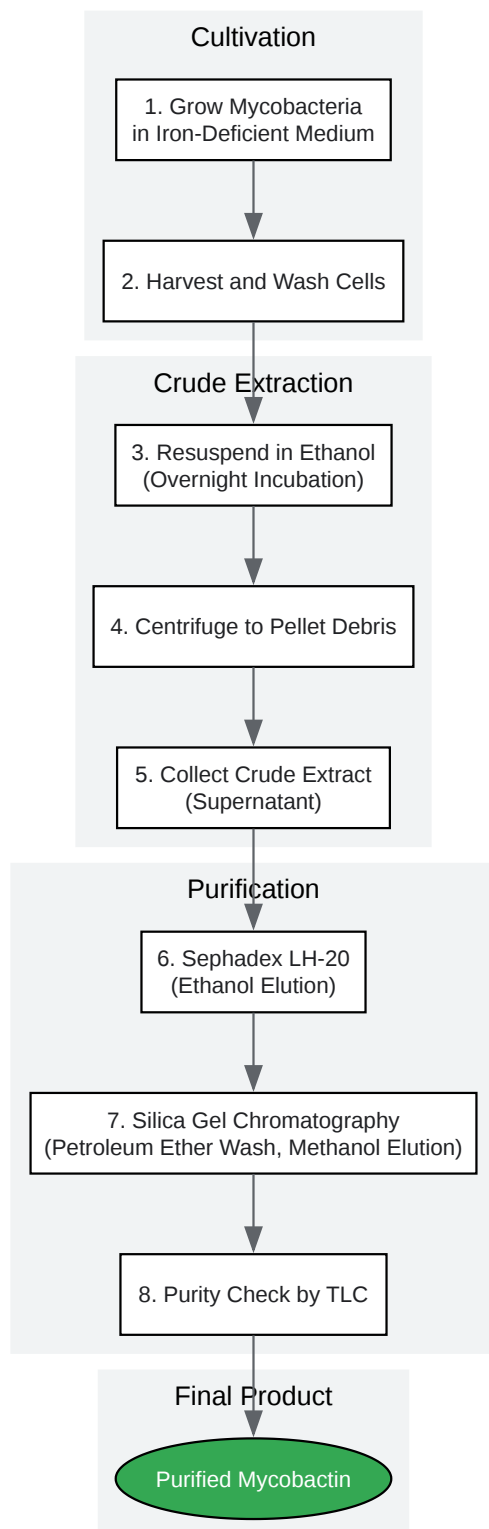 Cultivation
1. Grow Mycobacteria
in Iron-Deficient Medium
2. Harvest and Wash Cells
Crude Extraction
3. Resuspend in Ethanol
(Overnight Incubation)
4. Centrifuge to Pellet Debris
5. Collect Crude Extract
(Supernatant)
Purification
6. Sephadex LH-20
(Ethanol Elution)
7. Silica Gel Chromatography
(Petroleum Ether Wash, Methanol Elution)
8. Purity Check by TLC
Final Product
Purified Mycobactin